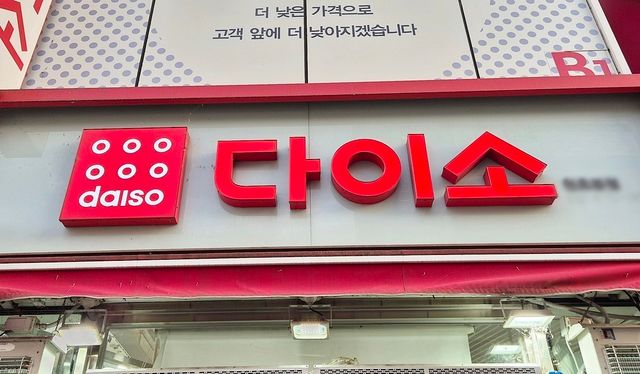 더 낮은 가격으로
고객 앞에 더 낮아지겠습니다
B1
daiso
다이소